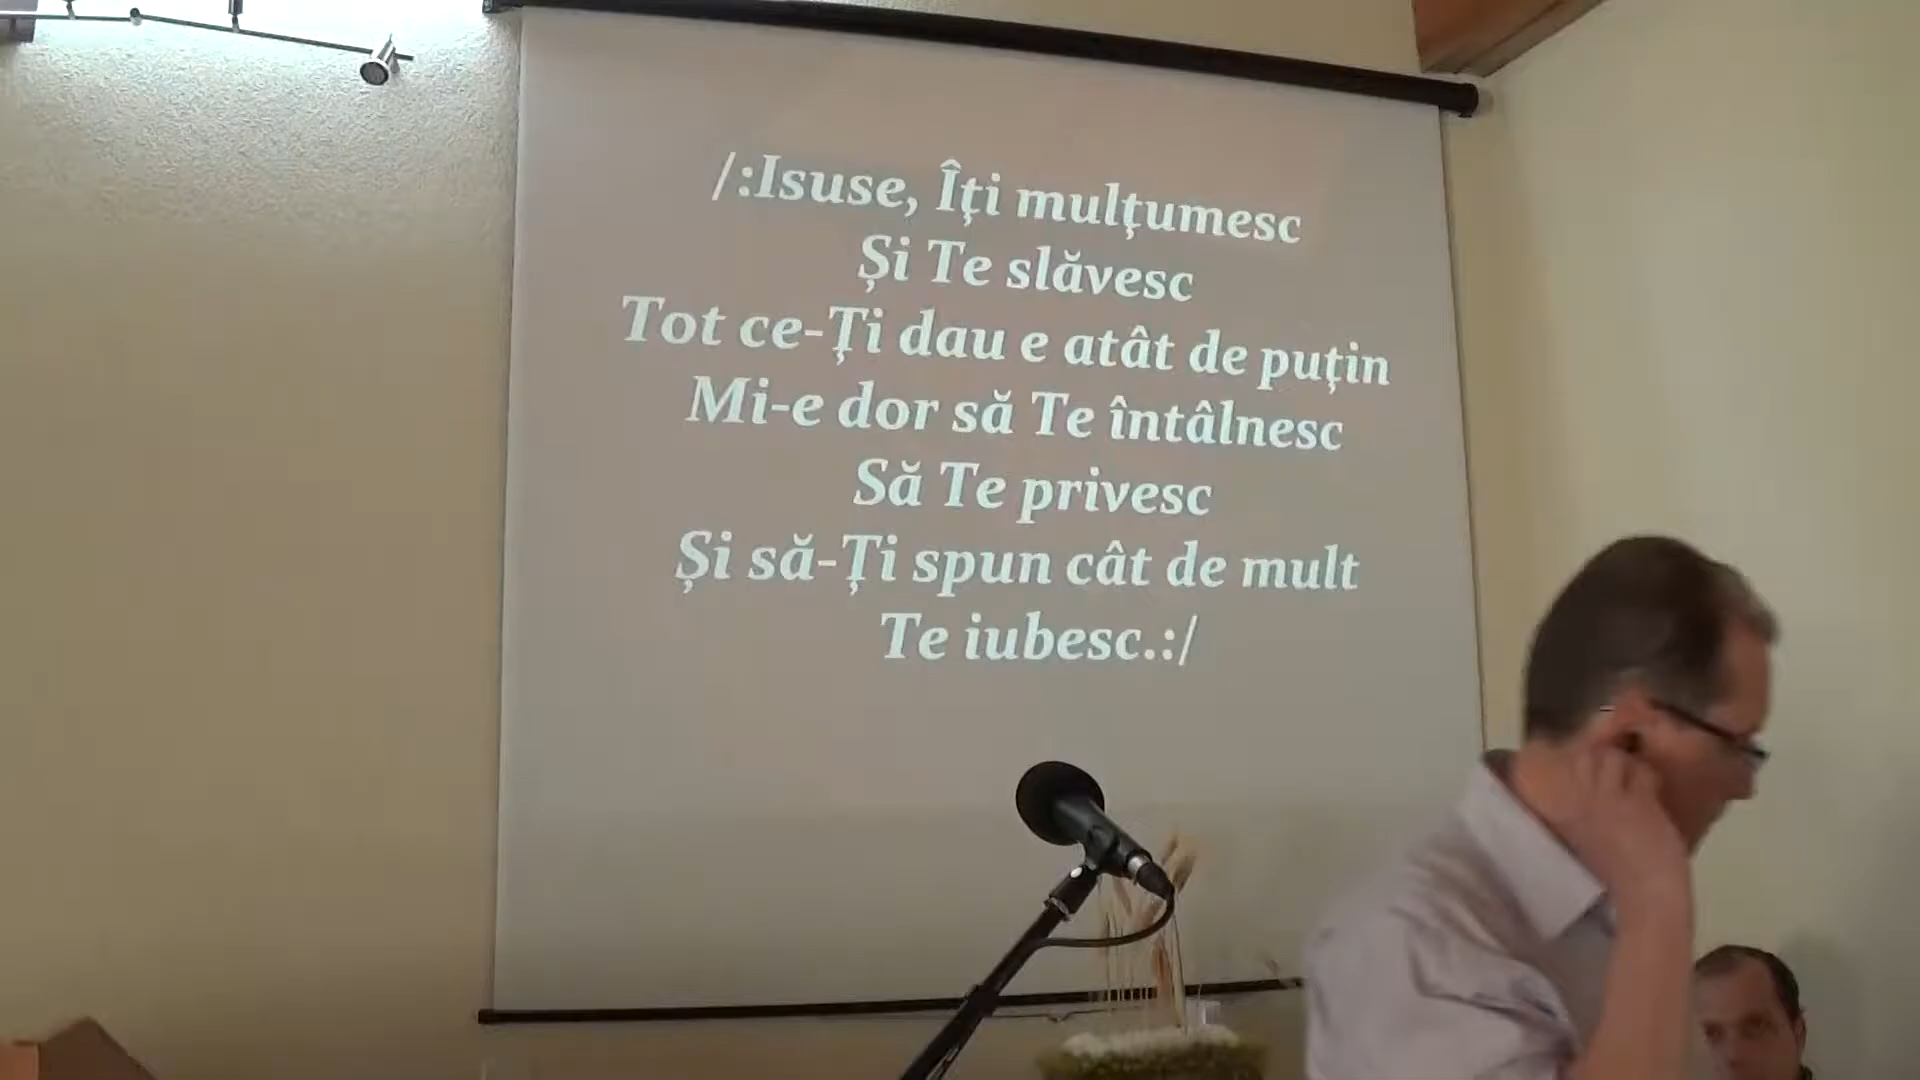 /:Isuse, Îți mulțumesc
Și Te slăvesc
Tot ce-Ți dau e atât de puțin
Mi-e dor să Te întâlnesc
Să Te privesc
Și să-Ți spun cât de mult
Te iubesc.:/